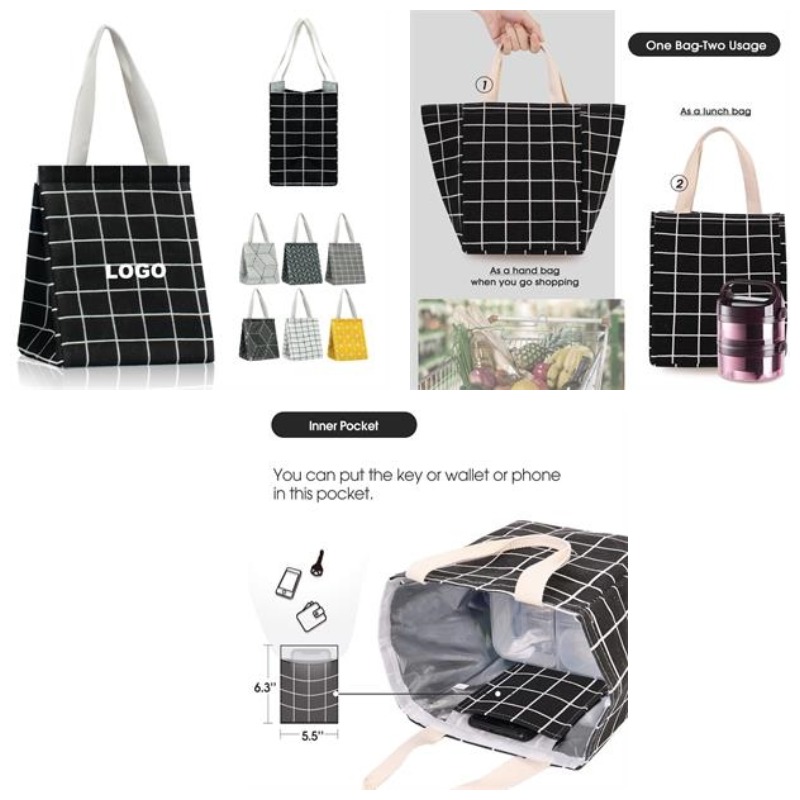 LOGO
1
As a hand bag
when you go shopping
One Bag-Two Usage
As a lunch bag
2
Inner Pocket
You can put the key or wallet or phone
in this pocket.
6.3"
5.5"